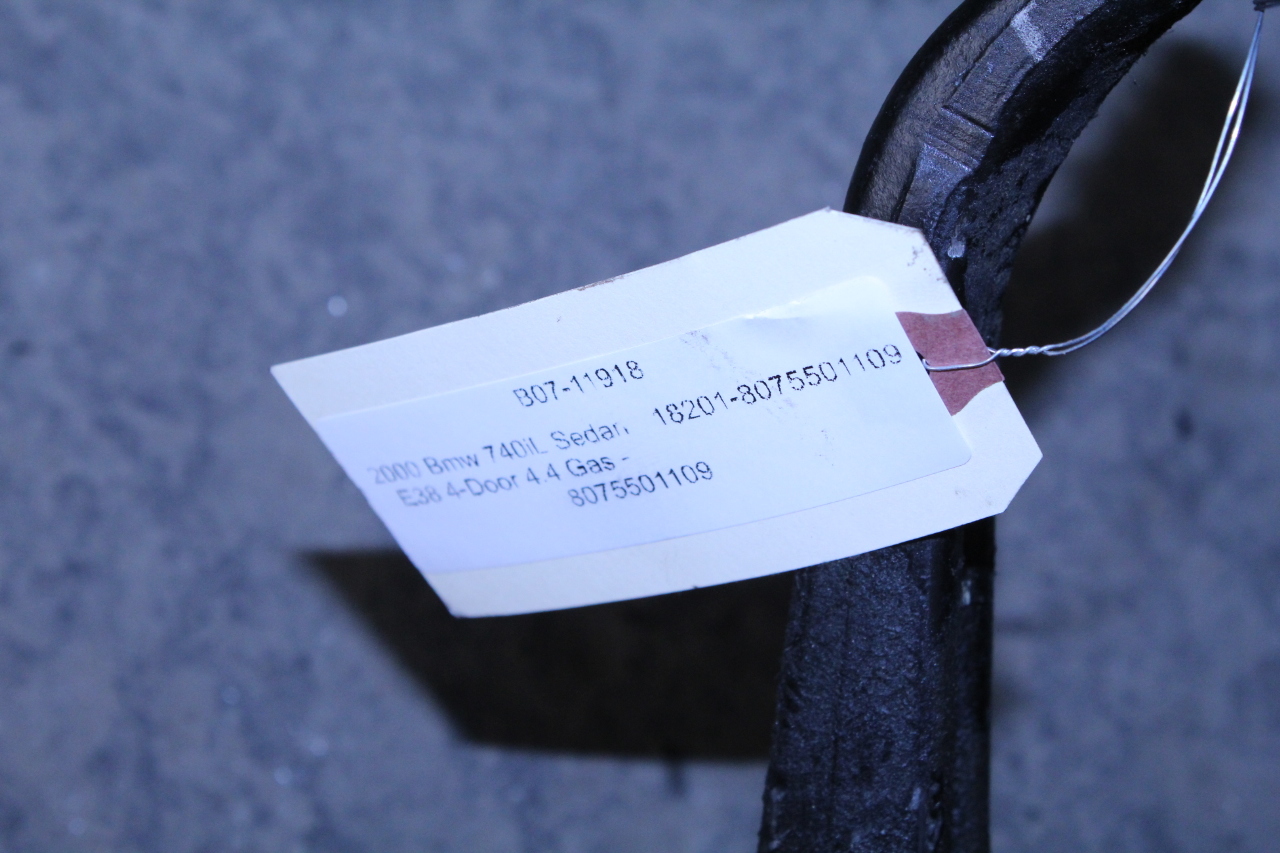 B07-11918
18201-8075501109
2000 Bmw 740iL Sedan
E38 4-Door 4.4 Gas -
8075501109